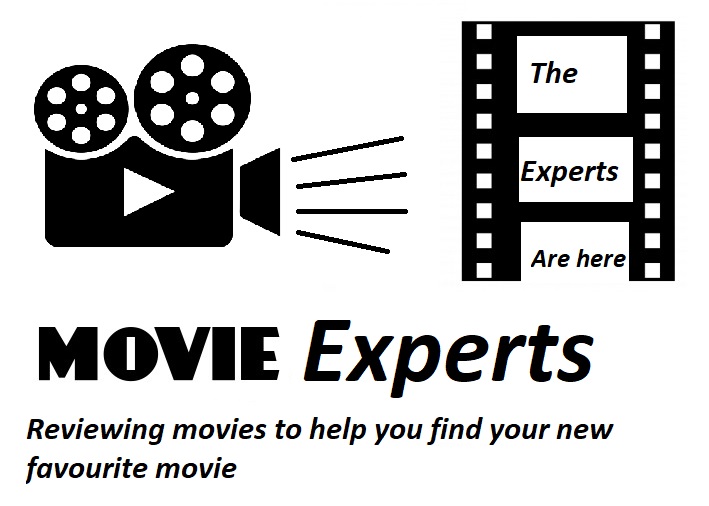 The
Experts
Are here
MOVIE Experts
Reviewing movies to help you find your new
favourite movie